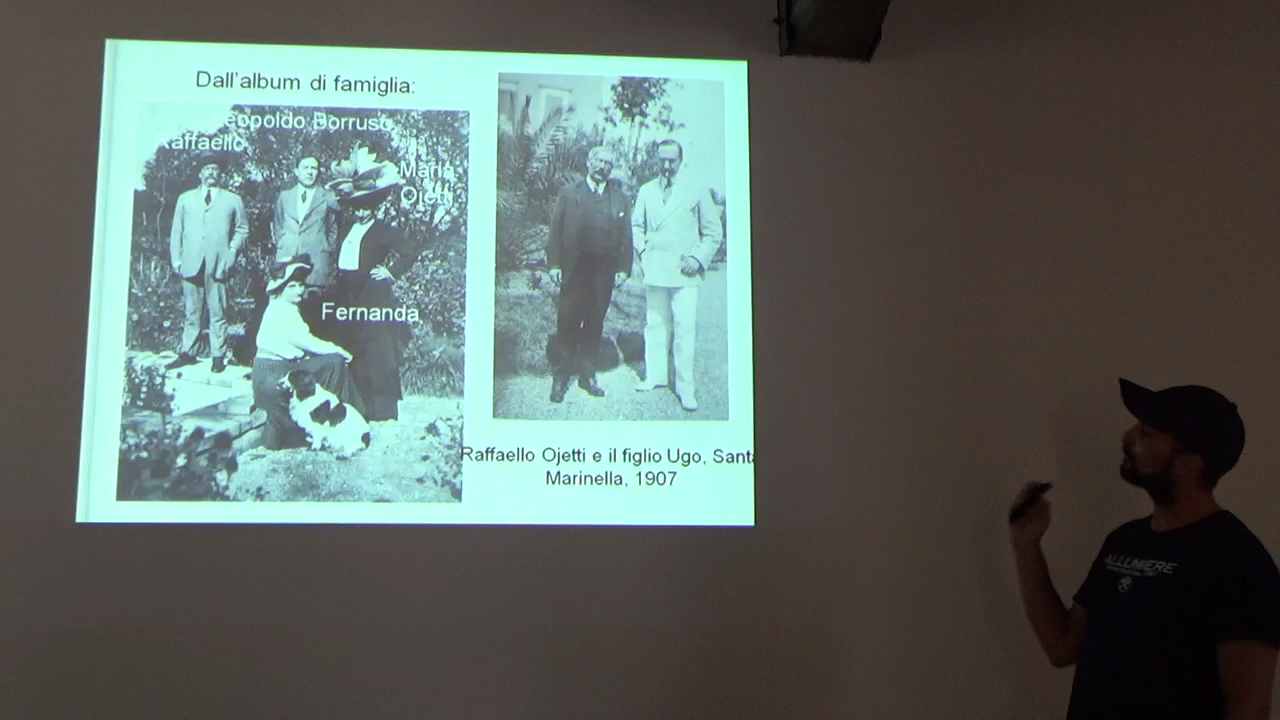 Dall'album di famiglia:
Leopoldo Borruso
Raffaello
Maria
Ojetti
Fernanda
Raffaello Ojetti e il figlio Ugo, Santa
Marinella, 1907
ALLUMIERE